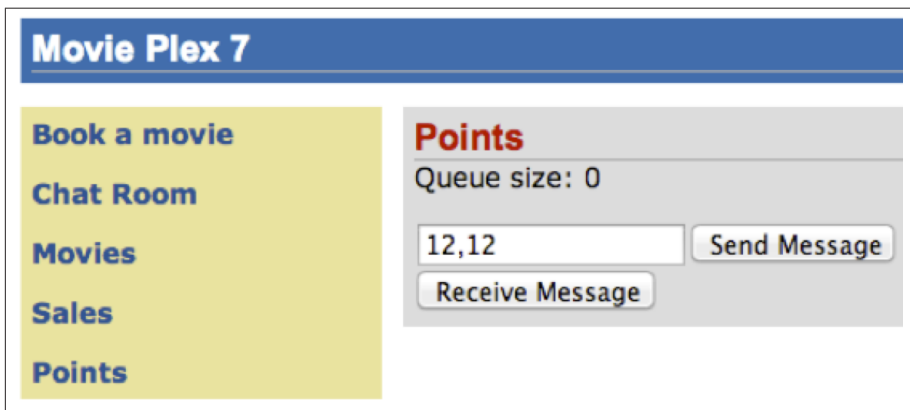 Movie Plex 7
Book a movie
Chat Room
Movies
Sales
Points
Points
Queue size: 0
12,12
Send Message
Receive Message